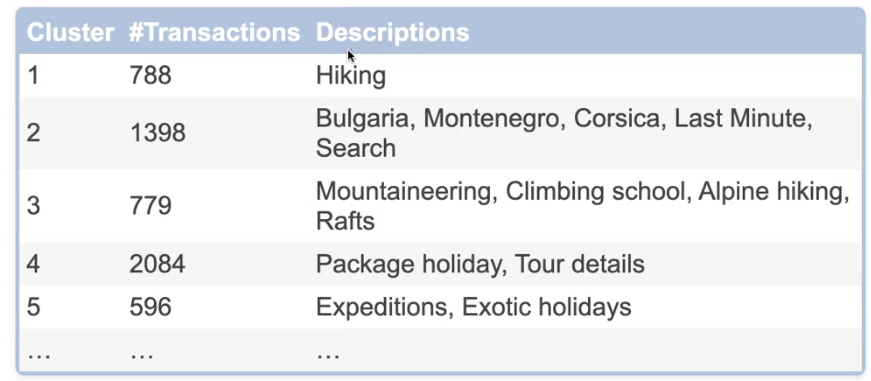 Cluster #Transactions Descriptions
1 788 Hiking
2 1398 Bulgaria, Montenegro, Corsica, Last Minute,
Search
3 779 Mountaineering, Climbing school, Alpine hiking,
Rafts
4 2084 Package holiday, Tour details
5 596 Expeditions, Exotic holidays
… … …